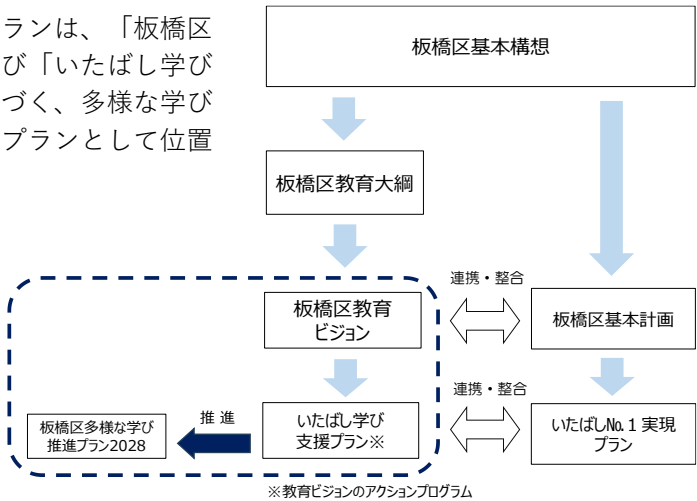 ランは、「板橋区
び「いたばし学び
づく、多様な学び
プランとして位置
板橋区基本構想
板橋区教育大綱
連携・整合
板橋区教育
ビジョン
板橋区基本計画
連携・整合
推 進
板橋区多様な学び
推進プラン2028
いたばし学び
支援プラン※
いたばし№1 実現
プラン
※教育ビジョンのアクションプログラム